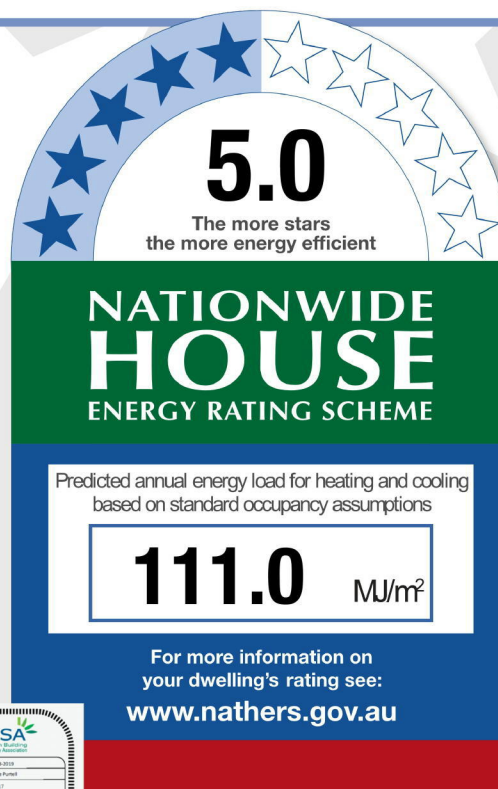 5.0
The more stars
the more energy efficient
NATIONWIDE
HOUSE
ENERGY RATING SCHEME
Predicted annual energy load for heating and cooling
based on standard occupancy assumptions
111.0 MJ/m²
For more information on
your dwelling's rating see:
www.nathers.gov.au
SA
Building